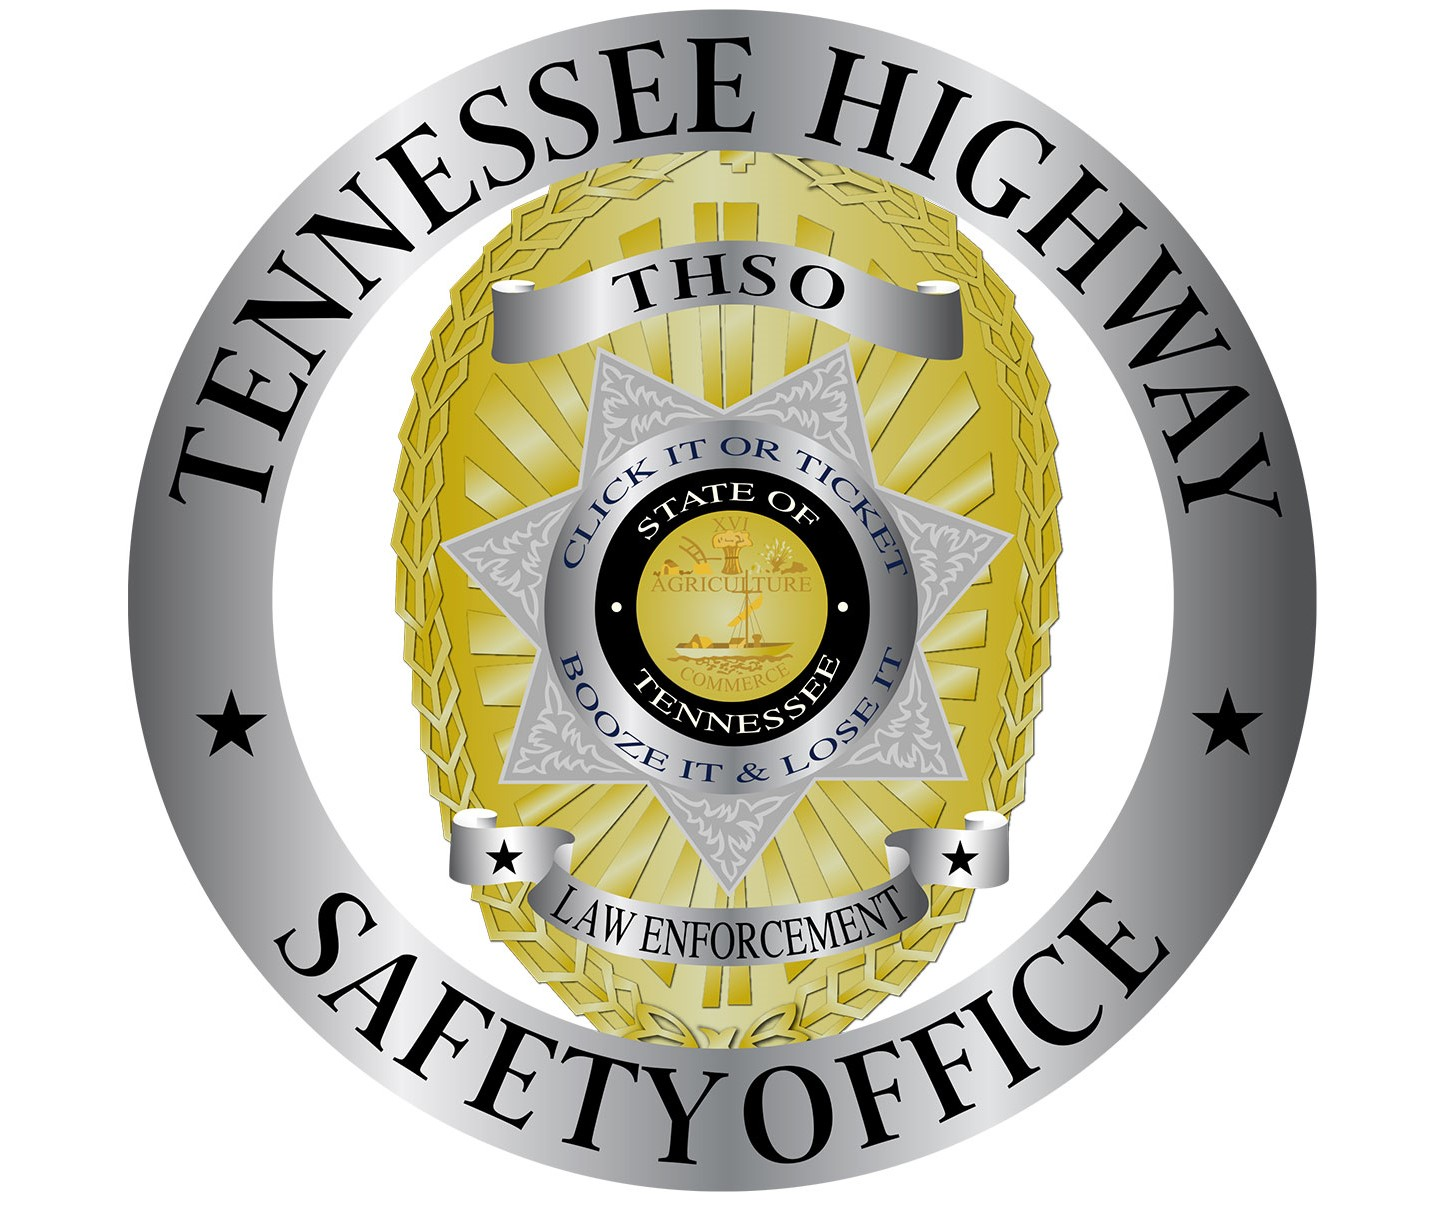 TENNESSEE HIGHWAY
THSO
CLICK IT OR TICKET
STATE OF
XVI
AGRICULTURE
COMMERCE
TENNESSEE
BOOZE IT & LOSE IT
LAW ENFORCEMENT
SAFETY OFFICE